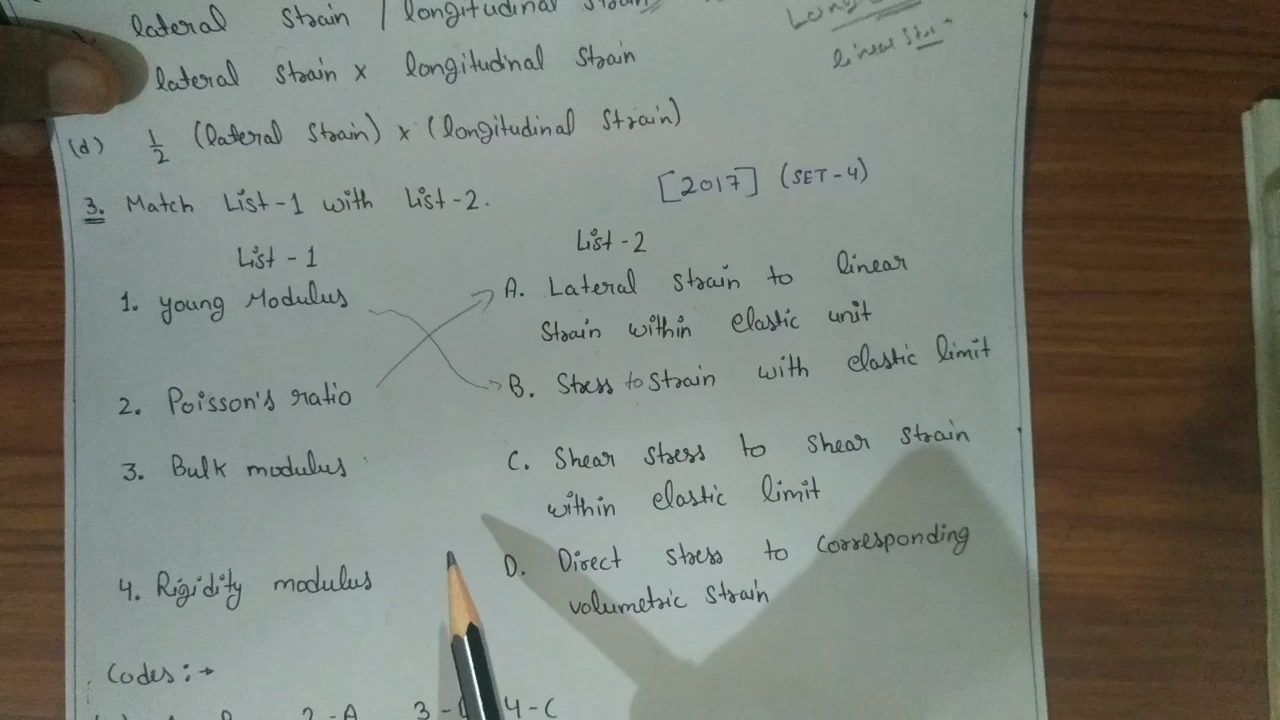 lateral strain / longitudinal strain
lateral strain x longitudinal strain
linear
(d) 1/2 (lateral strain) x (longitudinal strain)
3. Match List-1 with List-2. [2017] (SET-4)
List - 1
List - 2
1. young Modulus
A. Lateral strain to linear
strain within elastic unit
2. Poisson's ratio
B. Stress to strain with elastic limit
3. Bulk modulus
C. Shear stress to shear strain
within elastic limit
4. Rigidity modulus
D. Direct stress to corresponding
volumetric strain
Codes :→
2-A 3- 4-C